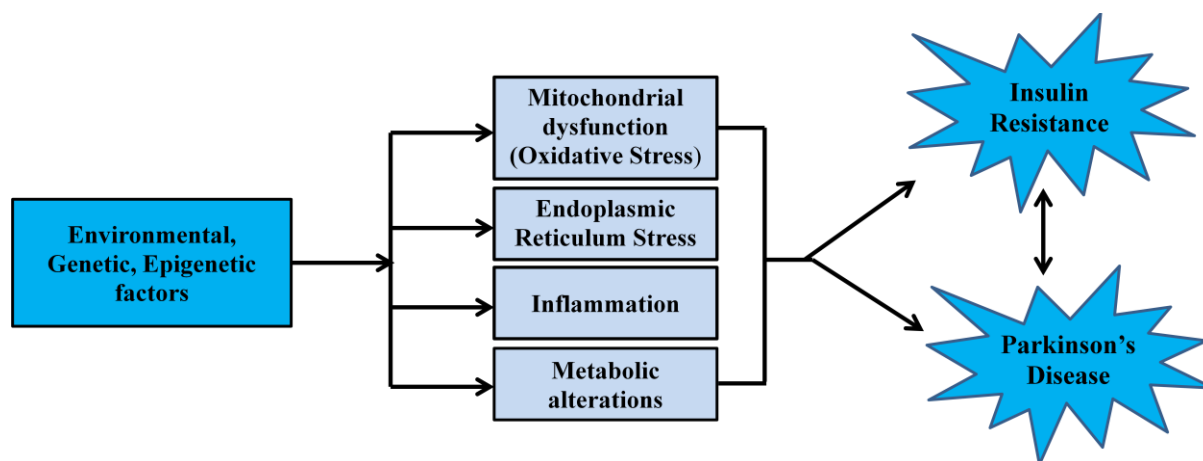 Environmental,
Genetic, Epigenetic
factors
Mitochondrial
dysfunction
(Oxidative Stress)
Endoplasmic
Reticulum Stress
Inflammation
Metabolic
alterations
Insulin
Resistance
Parkinson’s
Disease